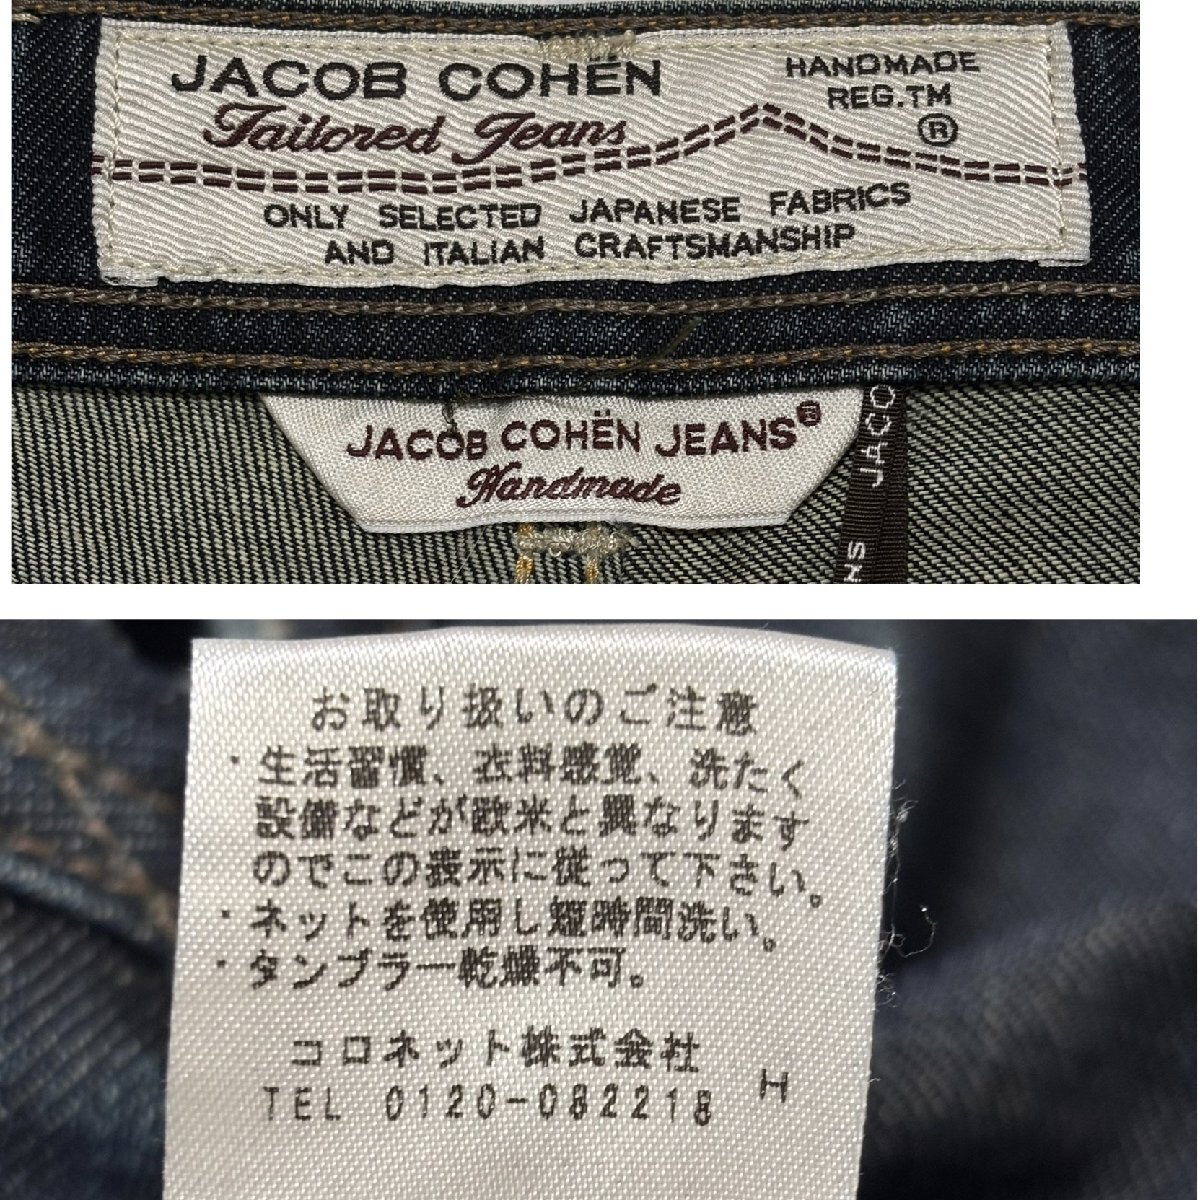 JACOB COHËN
Tailored Jeans
HANDMADE
REG.TM
®
ONLY SELECTED JAPANESE FABRICS
AND ITALIAN CRAFTSMANSHIP
JACOB COHËN JEANS®
Handmade
JACO
NS
お取り扱いのご注意
・生活習慣、衣料感覚、洗たく
設備などが欧米と異なります
のでこの表示に従って下さい。
・ネットを使用し短時間洗い。
・タンブラー乾燥不可。
コロネット株式会社
TEL 0120-082218
H